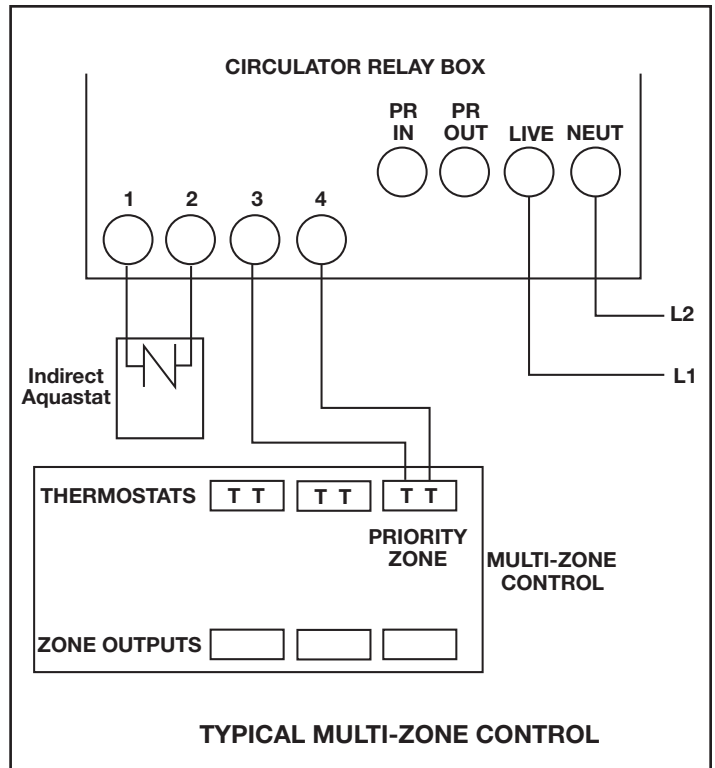 CIRCULATOR RELAY BOX
PR IN
PR OUT
LIVE
NEUT
1
2
3
4
L2
L1
Indirect
Aquastat
THERMOSTATS
T T
T T
T T
PRIORITY
ZONE
MULTI-ZONE
CONTROL
ZONE OUTPUTS
TYPICAL MULTI-ZONE CONTROL